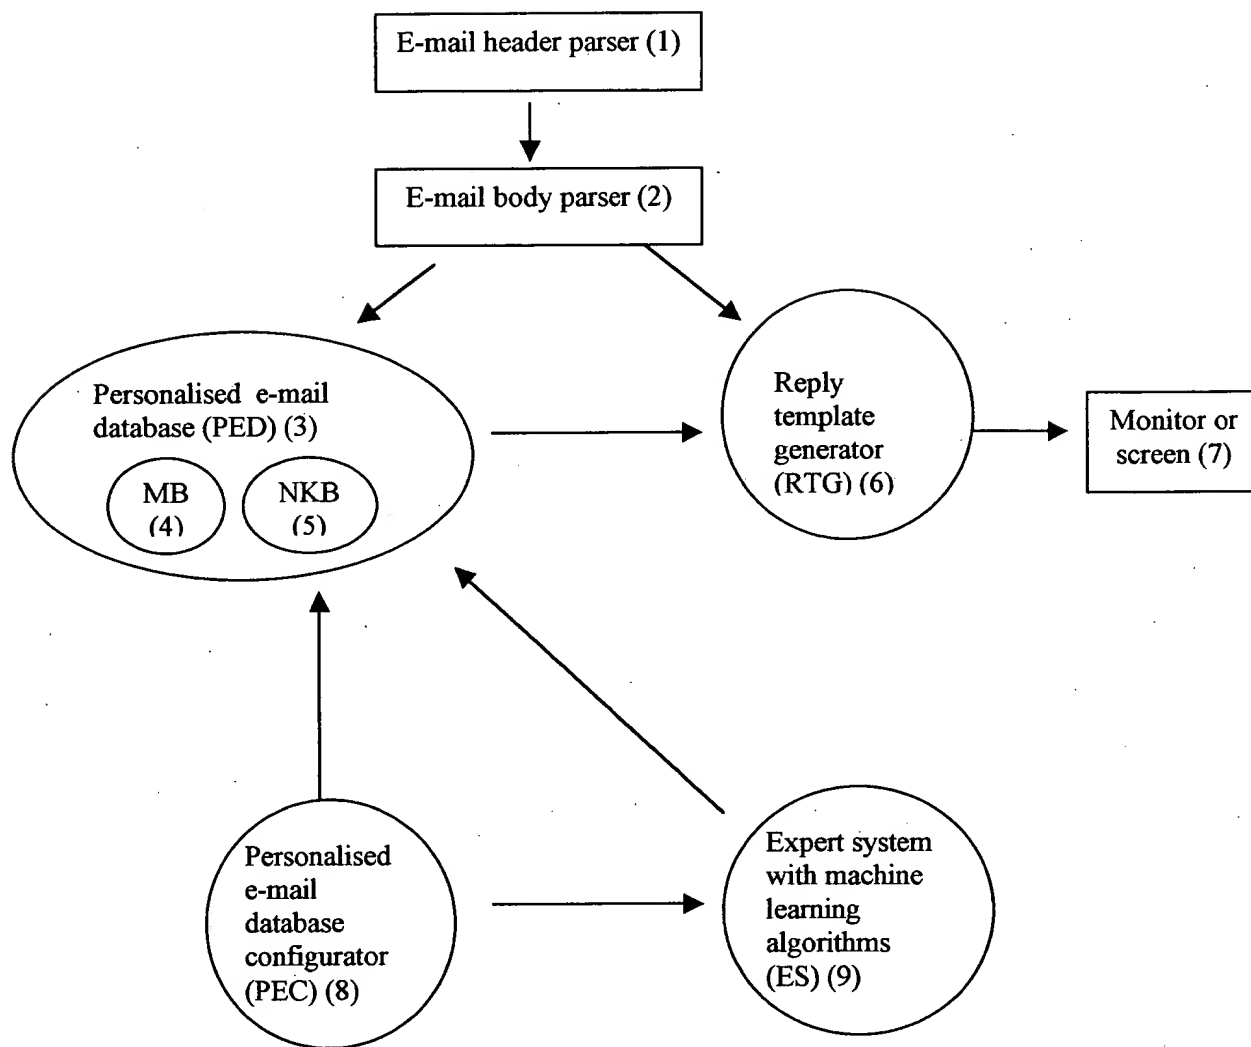 E-mail header parser (1)
E-mail body parser (2)
Personalised e-mail
database (PED) (3)
MB
(4)
NKB
(5)
Reply
template
generator
(RTG) (6)
Monitor or
screen (7)
Personalised
e-mail
database
configurator
(PEC) (8)
Expert system
with machine
learning
algorithms
(ES) (9)